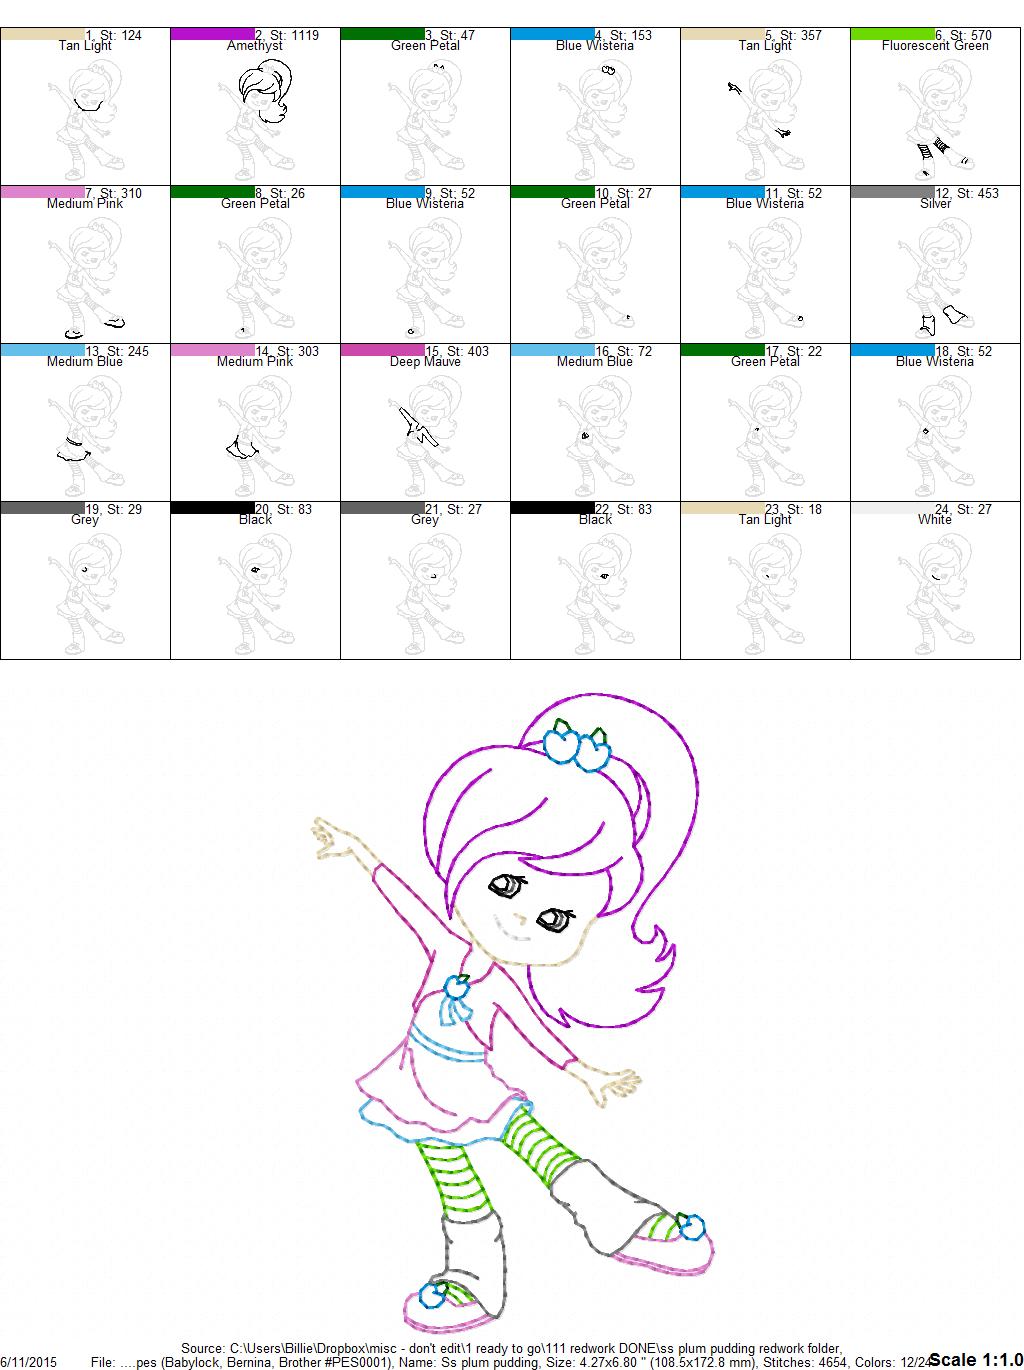 1, St: 124
Tan Light
2, St: 1119
Amethyst
3, St: 47
Green Petal
4, St: 153
Blue Wisteria
5, St: 357
Tan Light
6, St: 570
Fluorescent Green
7, St: 310
Medium Pink
8, St: 26
Green Petal
9, St: 52
Blue Wisteria
10, St: 27
Green Petal
11, St: 52
Blue Wisteria
12, St: 453
Silver
13, St: 245
Medium Blue
14, St: 303
Medium Pink
15, St: 403
Deep Mauve
16, St: 72
Medium Blue
17, St: 22
Green Petal
18, St: 52
Blue Wisteria
19, St: 29
Grey
20, St: 83
Black
21, St: 27
Grey
22, St: 83
Black
23, St: 18
Tan Light
24, St: 27
White
Source: C:\Users\Billie\Dropbox\misc - don't edit\1 ready to go\111 redwork DONE\ss plum pudding redwork folder,
6/11/2015 File: ....pes (Babylock, Bernina, Brother #PES0001), Name: Ss plum pudding, Size: 4.27x6.80 " (108.5x172.8 mm), Stitches: 4654, Colors: 12/24
Scale 1:1.0